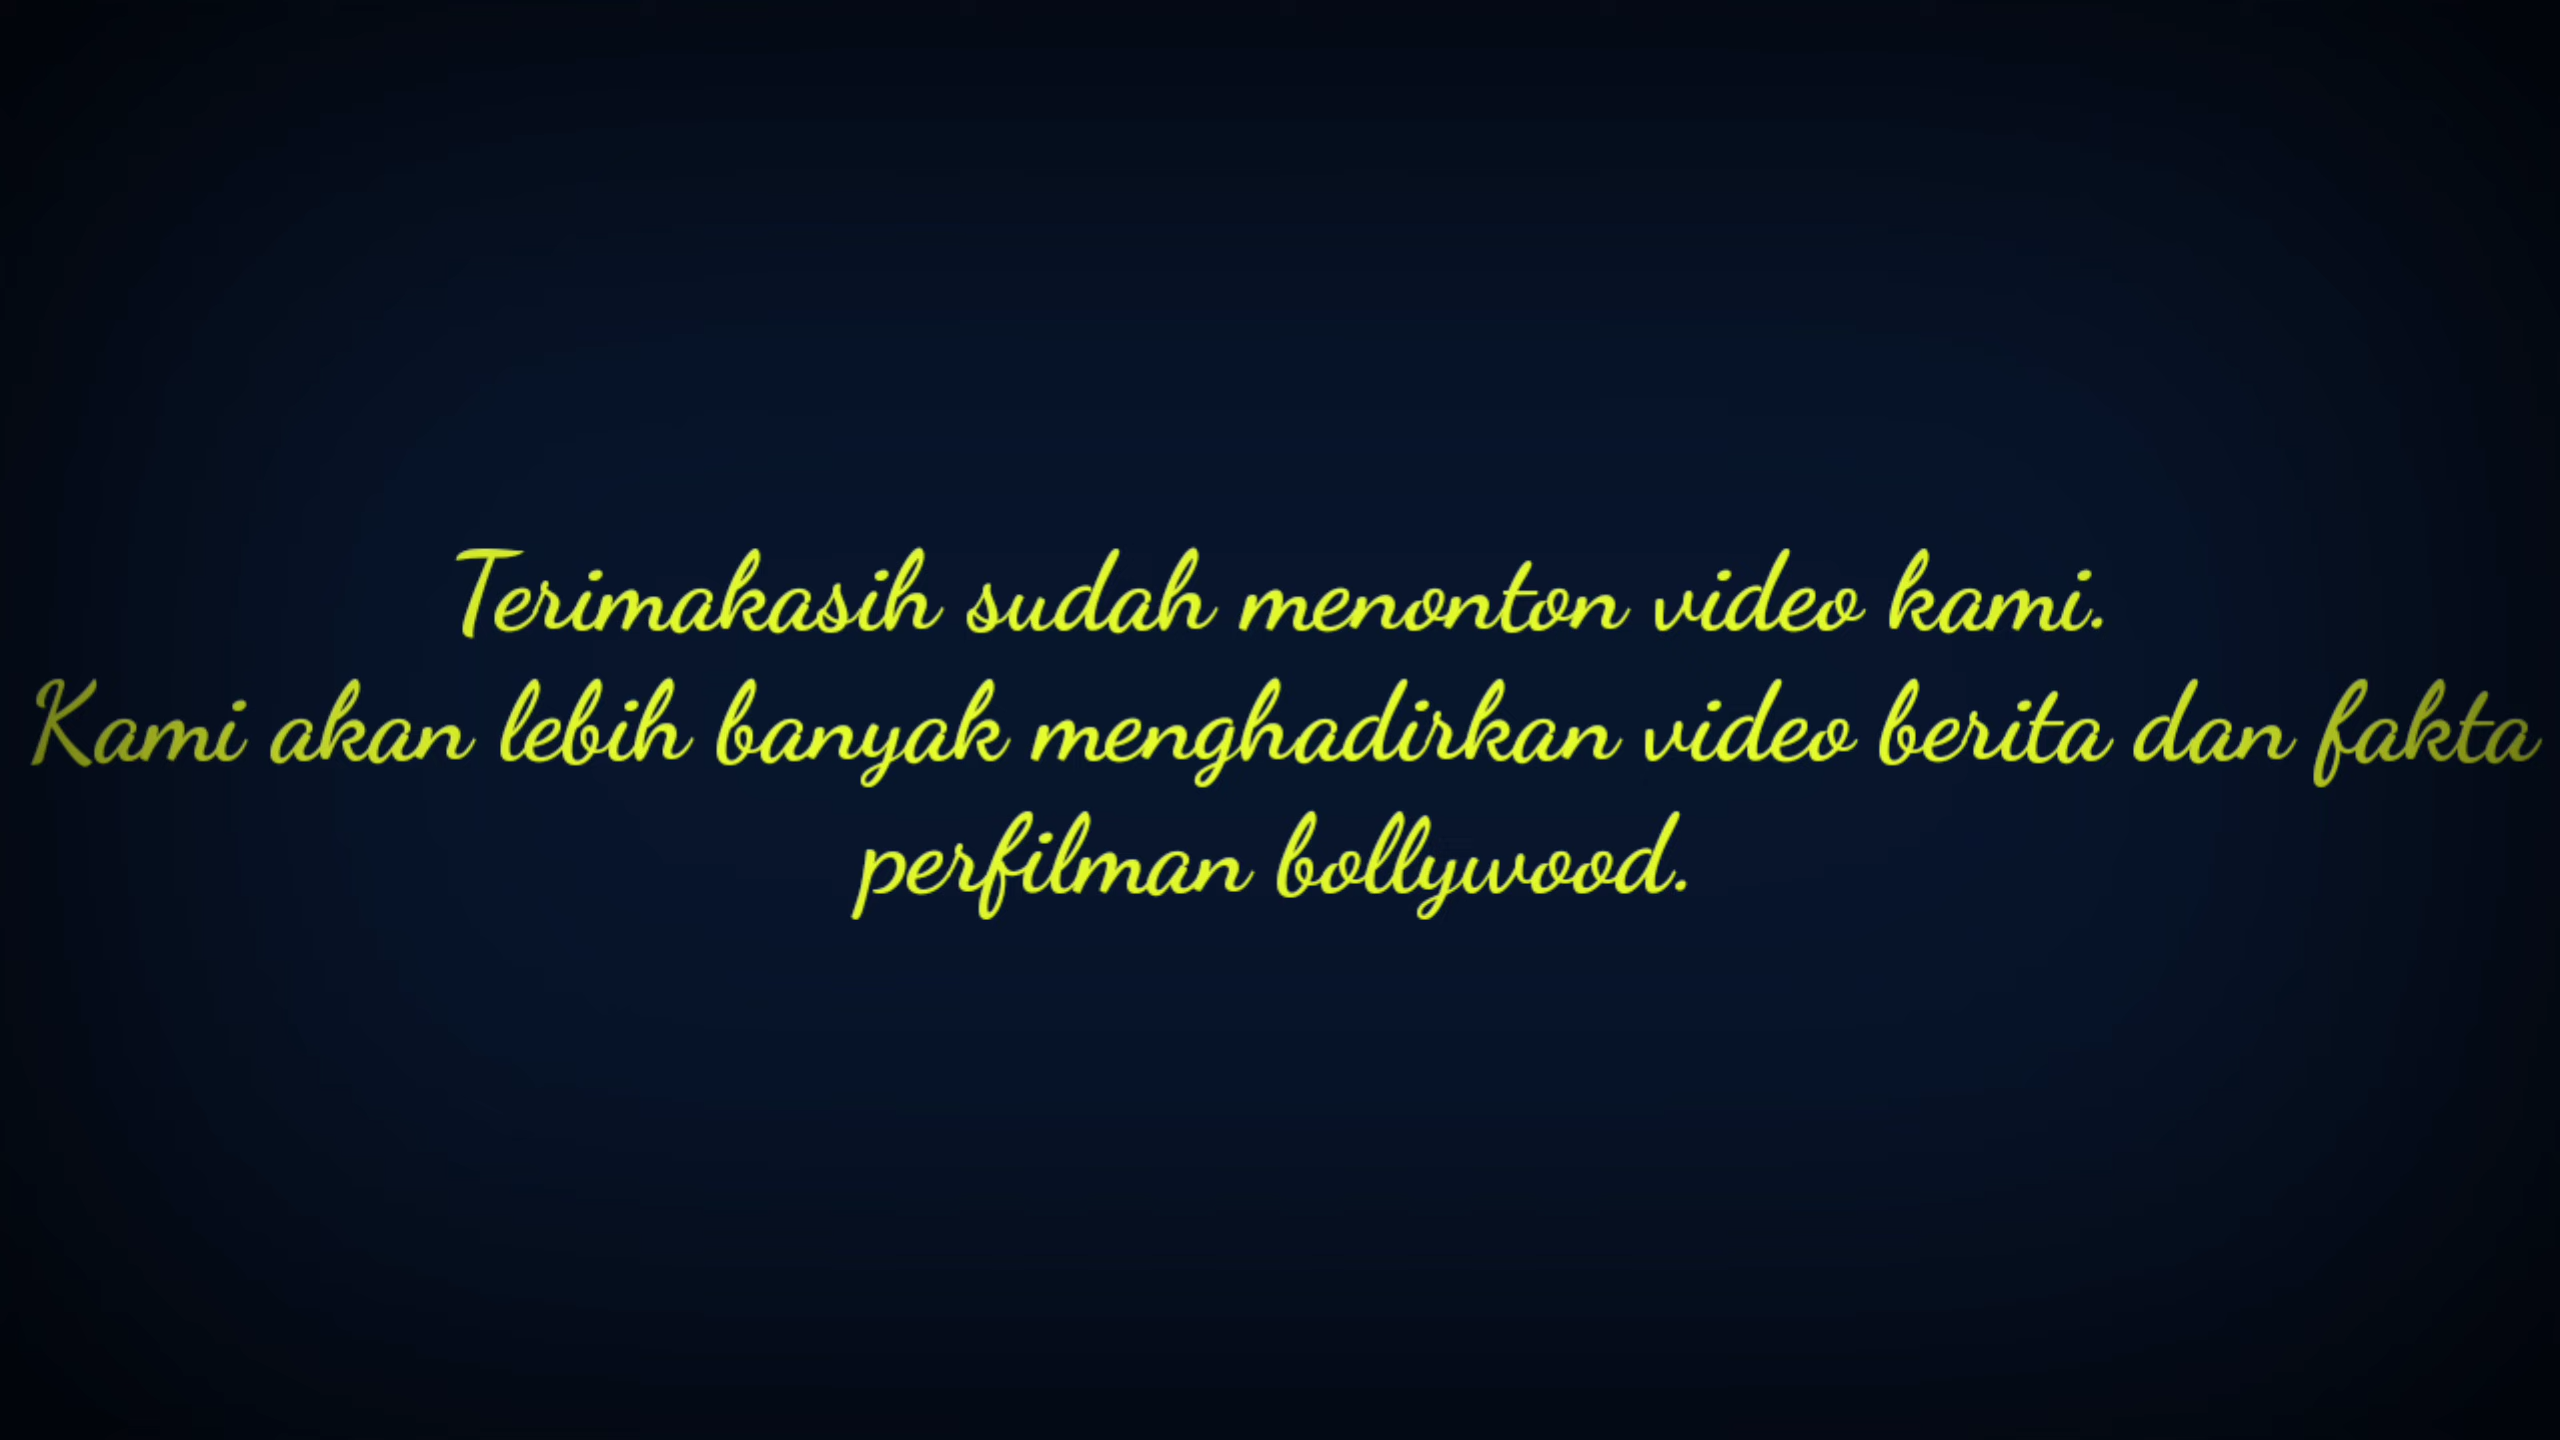 Terimakasih sudah menonton video kami.
Kami akan lebih banyak menghadirkan video berita dan fakta
perfilman bollywood.